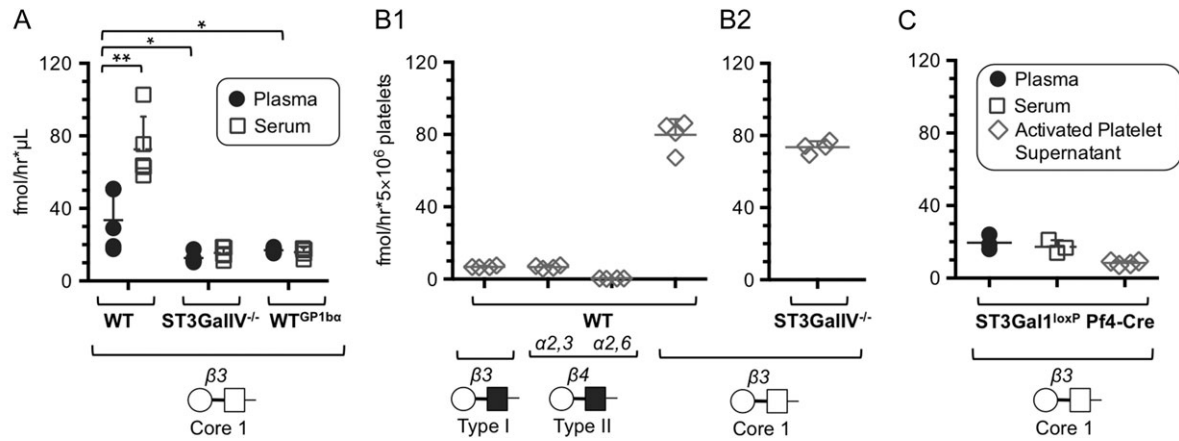 A
*
*
**
● Plasma
□ Serum
fmol/hr*μL
120
80
40
0
WT
ST3GalIV-/-
WTGP1bα
β3
Core 1
B1
fmol/hr*5×10⁶ platelets
120
80
40
20
0
WT
α2,3 α2,6
β3
Type I
β4
Type II
β3
Core 1
B2
120
80
40
0
ST3GalIV-/-
C
● Plasma
□ Serum
◇ Activated Platelet
Supernatant
120
80
40
20
0
ST3Gal1loxP Pf4-Cre
β3
Core 1